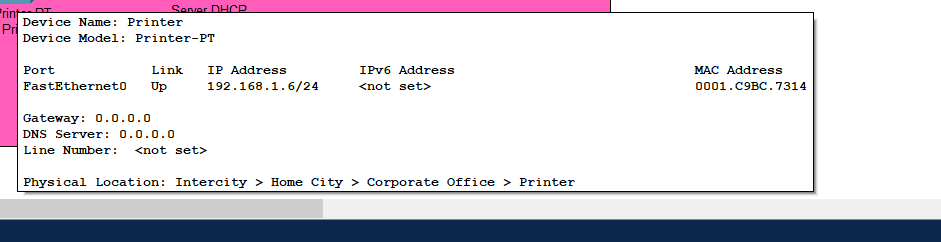 Printer-PT
Server DHCP
Pri
Device Name: Printer
Device Model: Printer-PT
Port Link IP Address IPv6 Address MAC Address
FastEthernet0 Up 192.168.1.6/24 <not set> 0001.C9BC.7314
Gateway: 0.0.0.0
DNS Server: 0.0.0.0
Line Number: <not set>
Physical Location: Intercity > Home City > Corporate Office > Printer